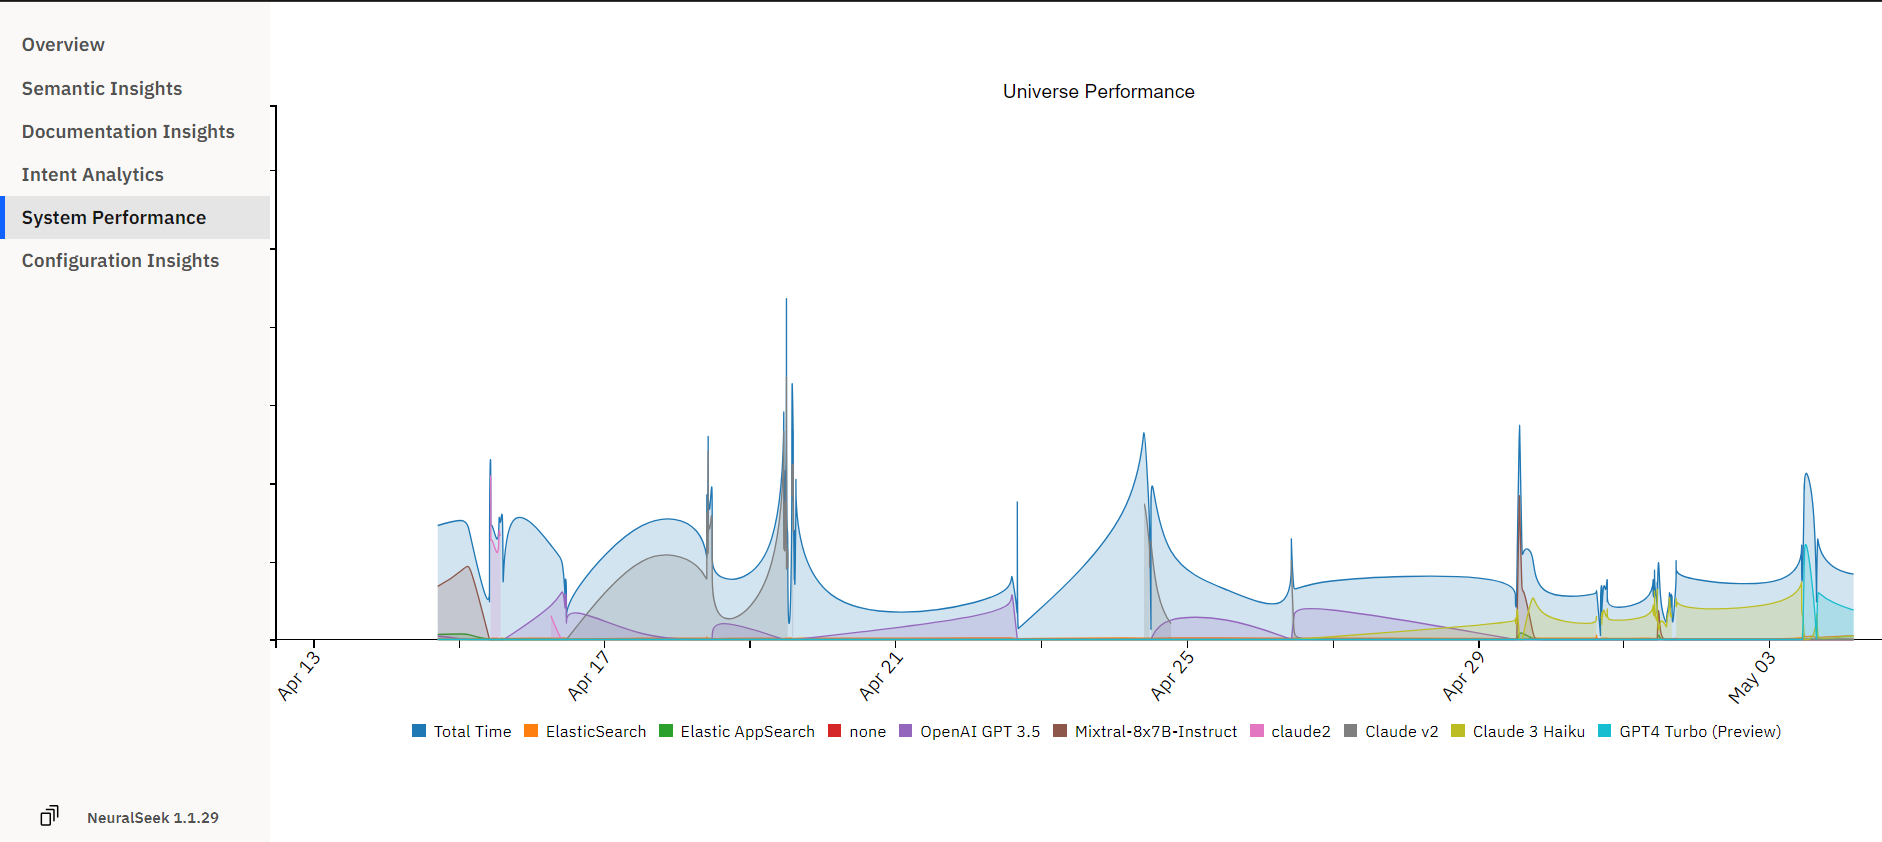 Overview
Semantic Insights
Documentation Insights
Intent Analytics
System Performance
Configuration Insights
NeuralSeek 1.1.29
Universe Performance
Apr 13
Apr 17
Apr 21
Apr 25
Apr 29
May 03
Total Time ElasticSearch Elastic AppSearch none OpenAI GPT 3.5 Mixtral-8x7B-Instruct claude2 Claude v2 Claude 3 Haiku GPT4 Turbo (Preview)